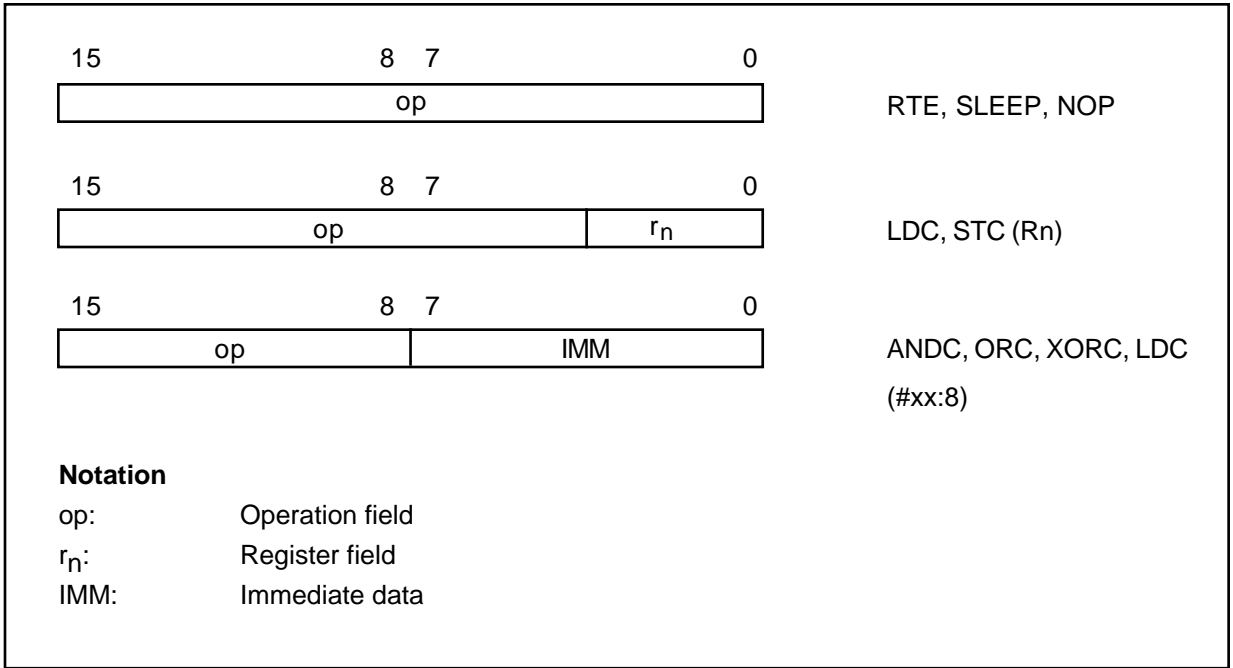 15 8 7 0
op RTE, SLEEP, NOP
15 8 7 0
op rn LDC, STC (Rn)
15 8 7 0
op IMM ANDC, ORC, XORC, LDC
(#xx:8)
Notation
op: Operation field
rn: Register field
IMM: Immediate data